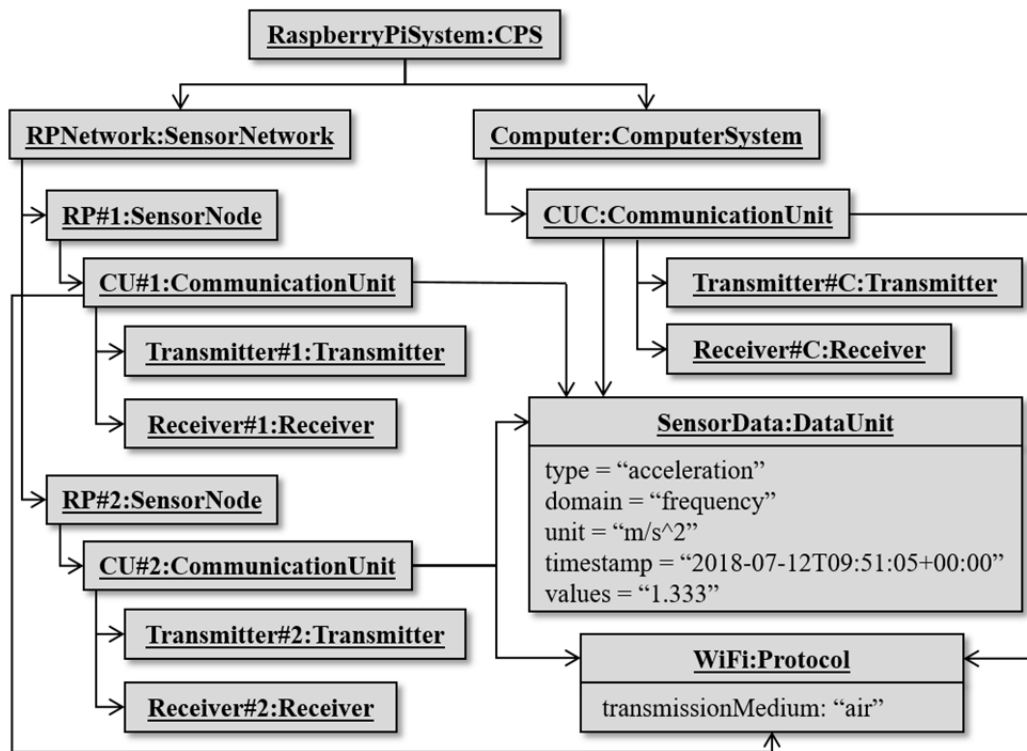 RaspberryPiSystem:CPS
RPNetwork:SensorNetwork
Computer:ComputerSystem
RP#1:SensorNode
CUC:CommunicationUnit
CU#1:CommunicationUnit
Transmitter#C:Transmitter
Transmitter#1:Transmitter
Receiver#C:Receiver
Receiver#1:Receiver
SensorData:DataUnit
type = “acceleration”
domain = “frequency”
unit = “m/s^2”
timestamp = “2018-07-12T09:51:05+00:00”
values = “1.333”
RP#2:SensorNode
CU#2:CommunicationUnit
Transmitter#2:Transmitter
Receiver#2:Receiver
WiFi:Protocol
transmissionMedium: “air”